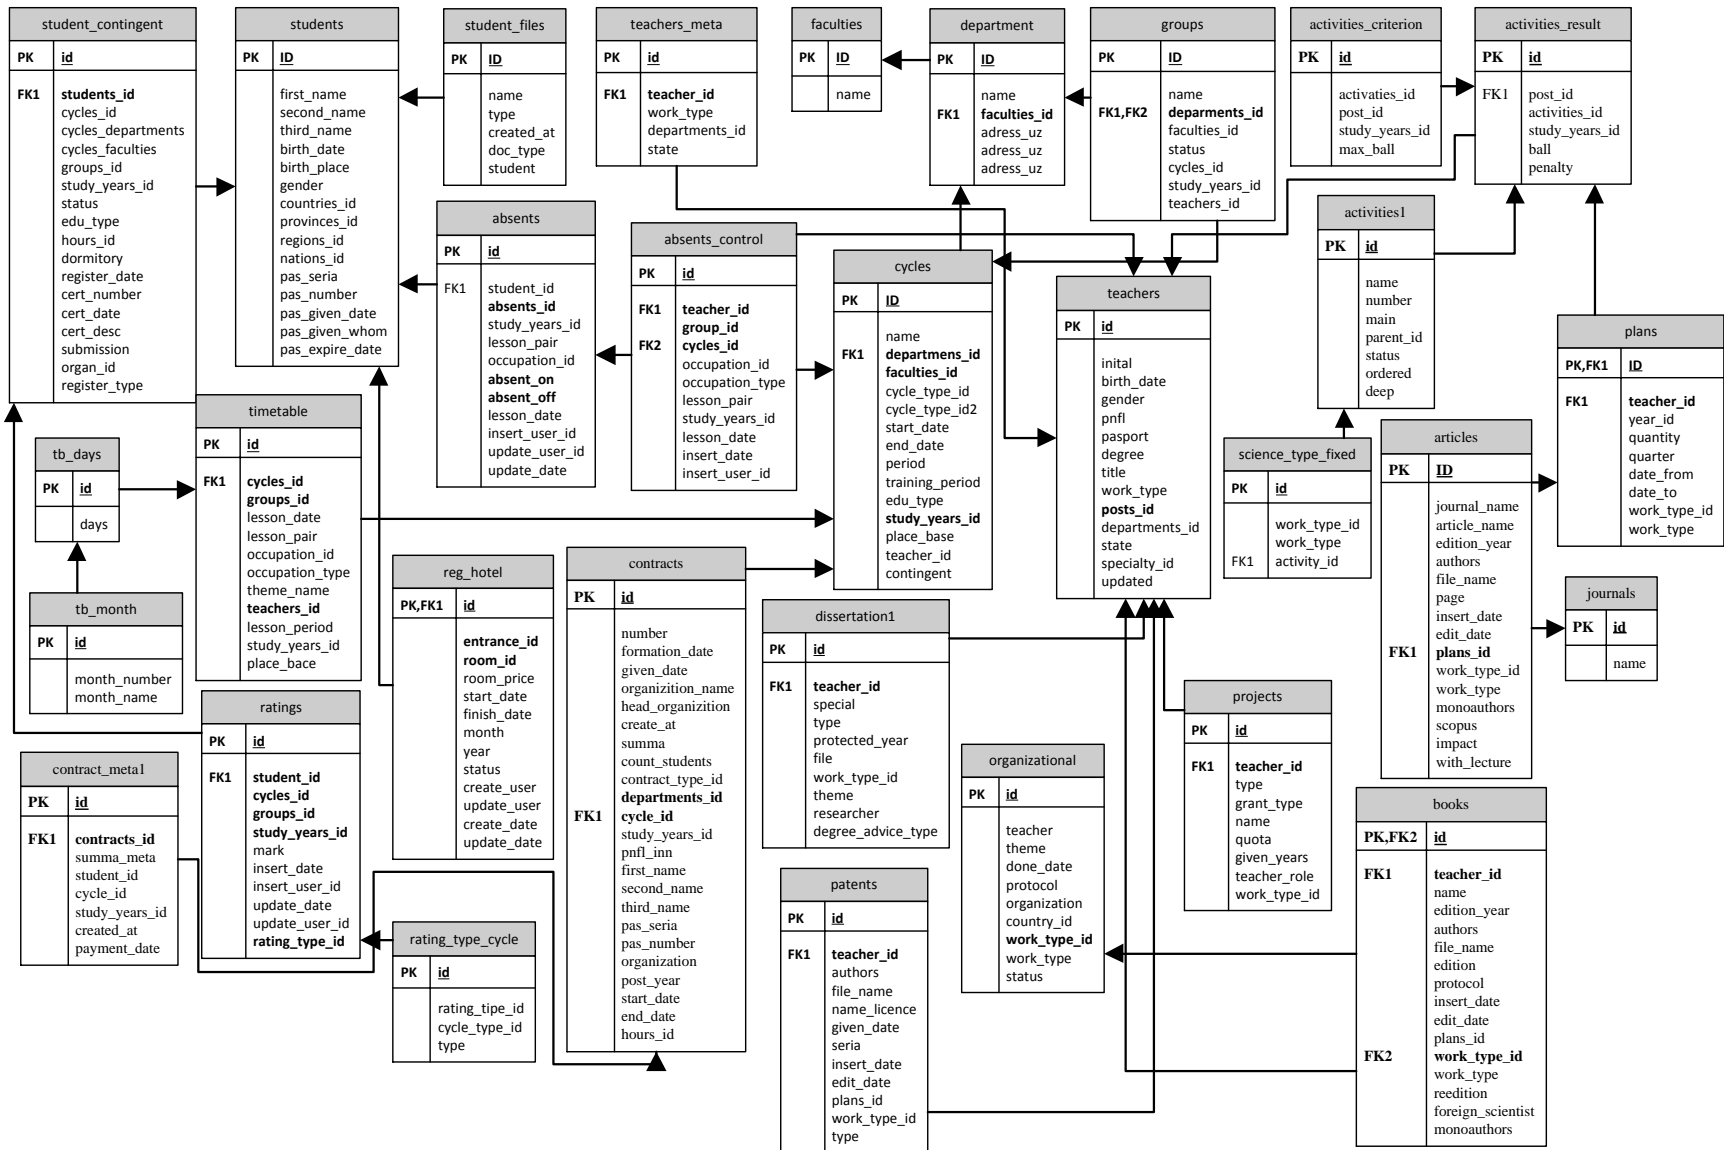 student_contingent
PK id
FK1 students_id
cycles_id
cycles_departments
cycles_faculties
groups_id
study_years_id
status
edu_type
hours_id
dormitory
register_date
cert_number
cert_date
cert_desc
submission
organ_id
register_type
students
PK ID
first_name
second_name
third_name
birth_date
birth_place
gender
countries_id
provinces_id
regions_id
nations_id
pas_seria
pas_number
pas_given_date
pas_given_whom
pas_expire_date
student_files
PK ID
name
type
created_at
doc_type
student
teachers_meta
PK id
FK1 teacher_id
work_type
departments_id
state
faculties
PK ID
name
department
PK ID
name
FK1 faculties_id
adress_uz
adress_uz
adress_uz
groups
PK ID
name
FK1,FK2 deparments_id
faculties_id
status
cycles_id
study_years_id
teachers_id
activities_criterion
PK id
activaties_id
post_id
study_years_id
max_ball
activities_result
PK id
FK1 post_id
activities_id
study_years_id
ball
penalty
absents
PK id
FK1 student_id
absents_id
study_years_id
lesson_pair
occupation_id
absent_on
absent_off
lesson_date
insert_user_id
update_user_id
update_date
absents_control
PK id
FK1 teacher_id
group_id
FK2 cycles_id
occupation_id
occupation_type
lesson_pair
study_years_id
lesson_date
insert_date
insert_user_id
cycles
PK ID
name
FK1 departmens_id
faculties_id
cycle_type_id
cycle_type_id2
start_date
end_date
period
training_period
edu_type
study_years_id
place_base
teacher_id
contingent
teachers
PK id
inital
birth_date
gender
pnfl
pasport
degree
title
work_type
posts_id
departments_id
state
specialty_id
updated
activities1
PK id
name
number
main
parent_id
status
ordered
deep
plans
PK,FK1 ID
FK1 teacher_id
year_id
quantity
quarter
date_from
date_to
work_type_id
work_type
timetable
PK id
FK1 cycles_id
groups_id
lesson_date
lesson_pair
occupation_id
occupation_type
theme_name
teachers_id
lesson_period
study_years_id
place_bace
tb_days
PK id
days
tb_month
PK id
month_number
month_name
science_type_fixed
PK id
work_type_id
work_type
FK1 activity_id
articles
PK ID
journal_name
article_name
edition_year
authors
file_name
page
insert_date
edit_date
FK1 plans_id
work_type_id
work_type
monoauthors
scopus
impact
with_lecture
journals
PK id
name
reg_hotel
PK,FK1 id
entrance_id
room_id
room_price
start_date
finish_date
month
year
status
create_user
update_user
create_date
update_date
contracts
PK id
number
formation_date
given_date
organizition_name
head_organizition
create_at
summa
count_students
contract_type_id
departments_id
FK1 cycle_id
study_years_id
pnfl_inn
first_name
second_name
third_name
pas_seria
pas_number
organization
post_year
start_date
end_date
hours_id
dissertation1
PK id
FK1 teacher_id
special
type
protected_year
file
work_type_id
theme
researcher
degree_advice_type
projects
PK id
FK1 teacher_id
type
grant_type
name
quota
given_years
teacher_role
work_type_id
ratings
PK id
FK1 student_id
cycles_id
groups_id
study_years_id
mark
insert_date
insert_user_id
update_date
update_user_id
rating_type_id
contract_meta1
PK id
FK1 contracts_id
summa_meta
student_id
cycle_id
study_years_id
created_at
payment_date
organizational
PK id
teacher
theme
done_date
protocol
organization
country_id
work_type_id
work_type
status
books
PK,FK2 id
FK1 teacher_id
name
edition_year
authors
file_name
edition
protocol
insert_date
edit_date
plans_id
FK2 work_type_id
work_type
reedition
foreign_scientist
monoauthors
patents
PK id
FK1 teacher_id
authors
file_name
name_licence
given_date
seria
insert_date
edit_date
plans_id
work_type_id
type
rating_type_cycle
PK id
rating_tipe_id
cycle_type_id
type